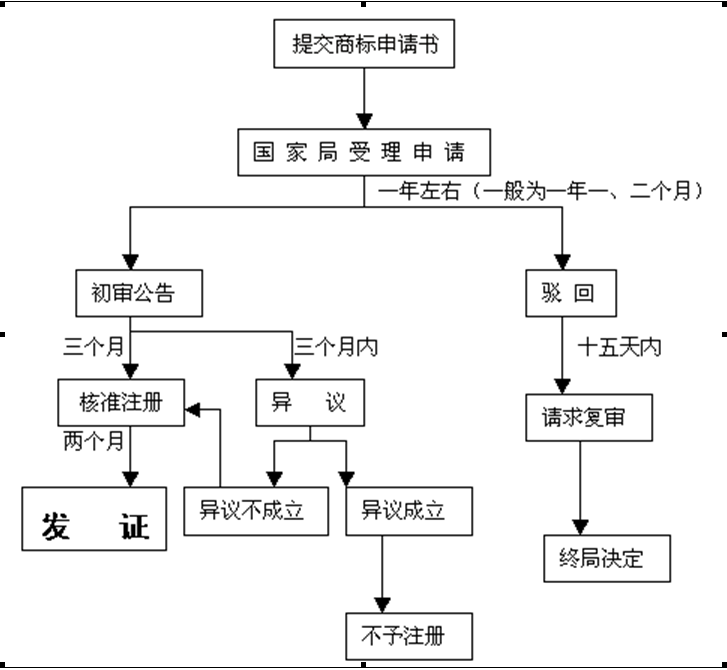 提交商标申请书
国家局受理申请
一年左右（一般为一年一、二个月）
初审公告
驳回
三个月
三个月内
十五天内
核准注册
异议
请求复审
两个月
发证
异议不成立
异议成立
终局决定
不予注册